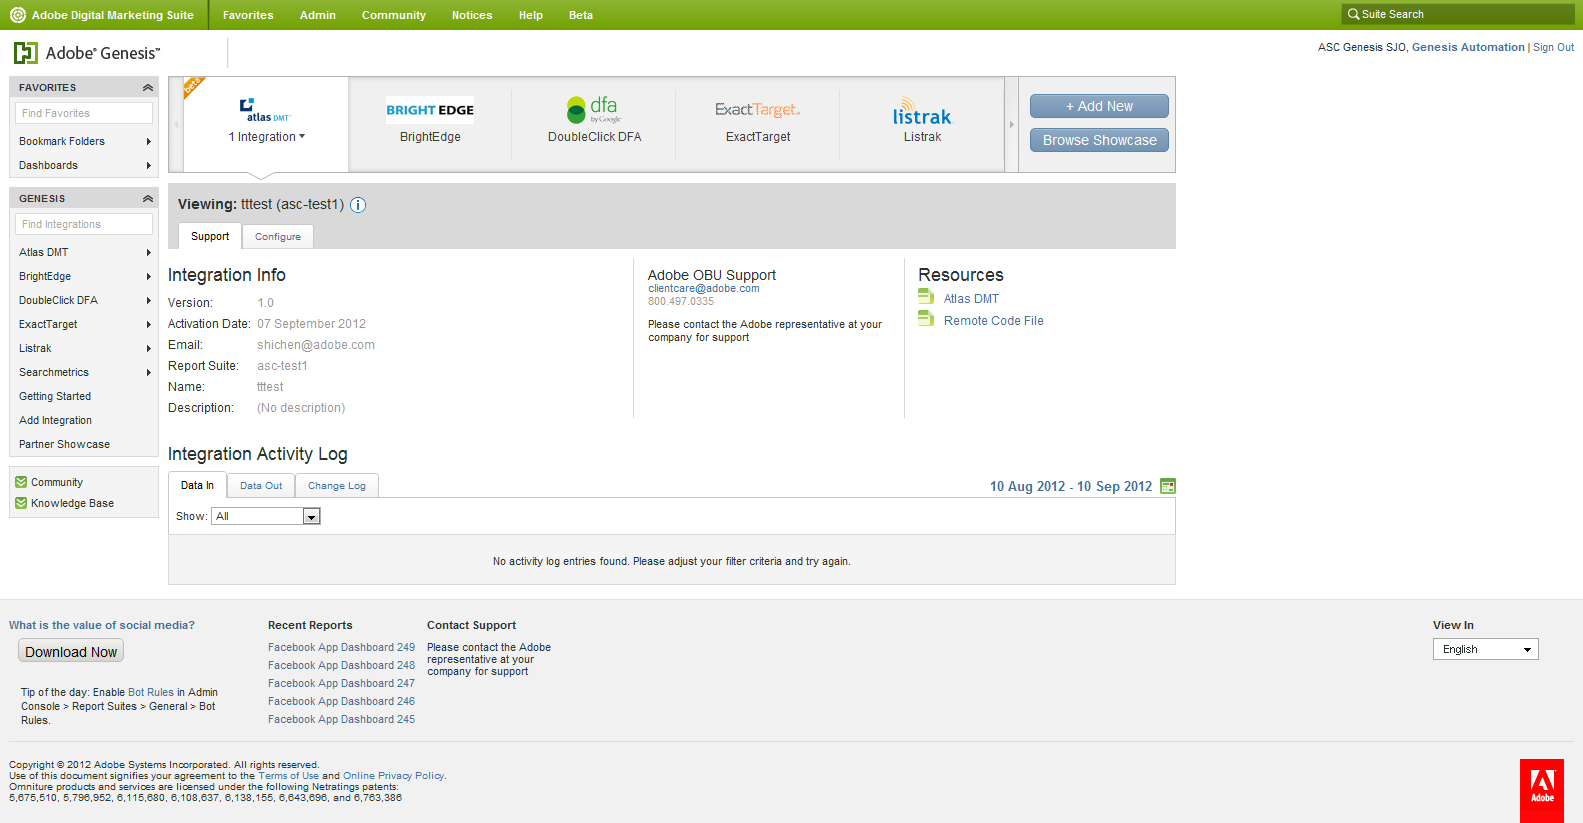 Adobe Digital Marketing Suite
Favorites
Admin
Community
Notices
Help
Beta
Suite Search
Adobe® Genesis™
ASC Genesis SJO, Genesis Automation | Sign Out
FAVORITES
Find Favorites
Bookmark Folders
Dashboards
GENESIS
Find Integrations
Atlas DMT
BrightEdge
DoubleClick DFA
ExactTarget
Listrak
Searchmetrics
Getting Started
Add Integration
Partner Showcase
Community
Knowledge Base
beta
atlas DMT™
1 Integration
BRIGHT EDGE
BrightEdge
dfa
by Google
DoubleClick DFA
ExactTarget.
ExactTarget
listrak
Listrak
+ Add New
Browse Showcase
Viewing: tttest (asc-test1)
Support
Configure
Integration Info
Version: 1.0
Activation Date: 07 September 2012
Email: shichen@adobe.com
Report Suite: asc-test1
Name: tttest
Description: (No description)
Adobe OBU Support
clientcare@adobe.com
800.497.0335
Please contact the Adobe representative at your
company for support
Resources
Atlas DMT
Remote Code File
Integration Activity Log
Data In
Data Out
Change Log
10 Aug 2012 - 10 Sep 2012
Show: All
No activity log entries found. Please adjust your filter criteria and try again.
What is the value of social media?
Download Now
Tip of the day: Enable Bot Rules in Admin
Console > Report Suites > General > Bot
Rules.
Recent Reports
Facebook App Dashboard 249
Facebook App Dashboard 248
Facebook App Dashboard 247
Facebook App Dashboard 246
Facebook App Dashboard 245
Contact Support
Please contact the Adobe
representative at your
company for support
View In
English
Copyright © 2012 Adobe Systems Incorporated. All rights reserved.
Use of this document signifies your agreement to the Terms of Use and Online Privacy Policy.
Omniture products and services are licensed under the following Netratings patents:
5,675,510, 5,796,952, 6,115,680, 6,108,637, 6,138,155, 6,643,696, and 6,763,386
Adobe